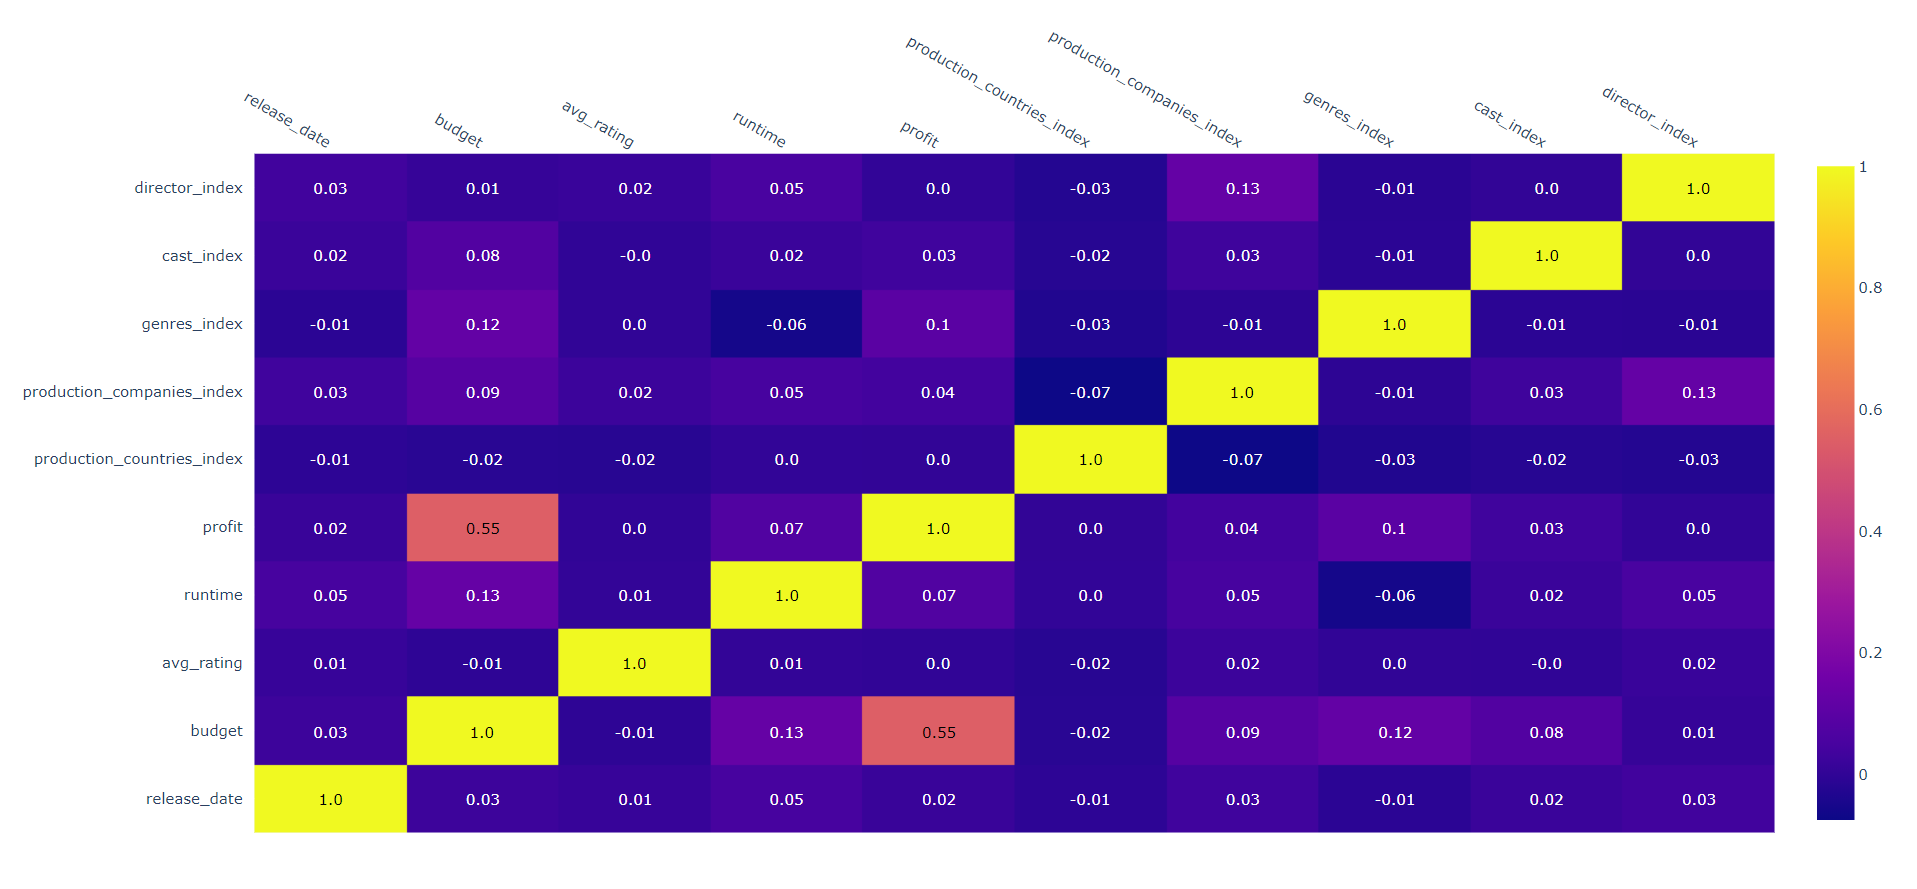 release_date budget avg_rating runtime profit production_countries_index production_companies_index genres_index cast_index director_index
director_index 0.03 0.01 0.02 0.05 0.0 -0.03 0.13 -0.01 0.0 1.0
cast_index 0.02 0.08 -0.0 0.02 0.03 -0.02 0.03 -0.01 1.0 0.0
genres_index -0.01 0.12 0.0 -0.06 0.1 -0.03 -0.01 1.0 -0.01 -0.01
production_companies_index 0.03 0.09 0.02 0.05 0.04 -0.07 1.0 -0.01 0.03 0.13
production_countries_index -0.01 -0.02 -0.02 0.0 0.0 1.0 -0.07 -0.03 -0.02 -0.03
profit 0.02 0.55 0.0 0.07 1.0 0.0 0.04 0.1 0.03 0.0
runtime 0.05 0.13 0.01 1.0 0.07 0.0 0.05 -0.06 0.02 0.05
avg_rating 0.01 -0.01 1.0 0.01 0.0 -0.02 0.02 0.0 -0.0 0.02
budget 0.03 1.0 -0.01 0.13 0.55 -0.02 0.09 0.12 0.08 0.01
release_date 1.0 0.03 0.01 0.05 0.02 -0.01 0.03 -0.01 0.02 0.03
1
0.8
0.6
0.4
0.2
0